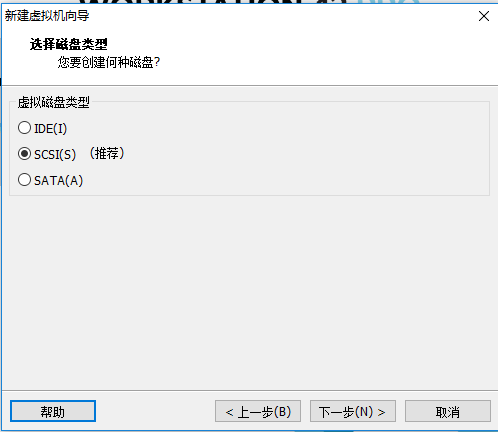 新建虚拟机向导
选择磁盘类型
您要创建何种磁盘?
虚拟磁盘类型
IDE(I)
SCSI(S) （推荐）
SATA(A)
帮助
< 上一步(B)
下一步(N) >
取消